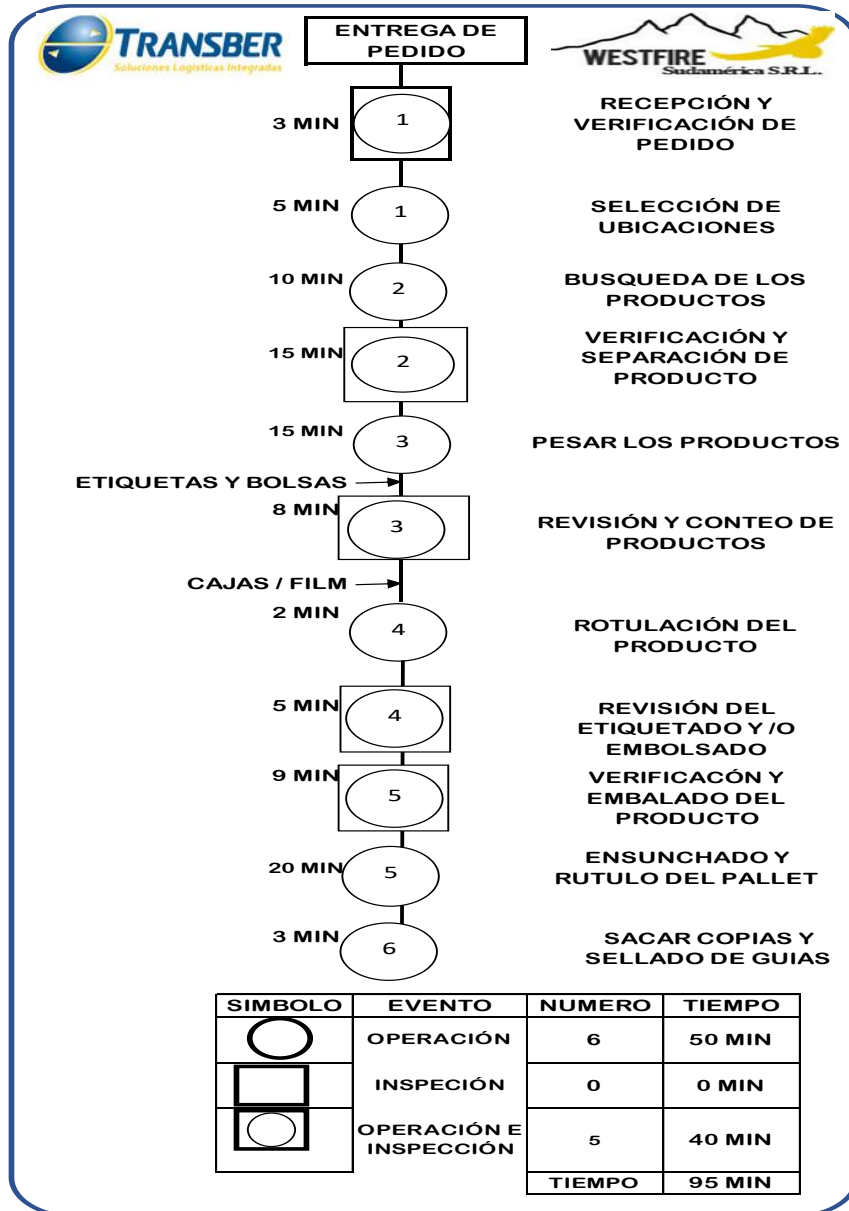 TRANSBER
Soluciones Logísticas Integradas
ENTREGA DE
PEDIDO
WESTFIRE
Sudamérica S.R.L.
3 MIN
1
RECEPCIÓN Y
VERIFICACIÓN DE
PEDIDO
5 MIN
1
SELECCIÓN DE
UBICACIONES
10 MIN
2
BUSQUEDA DE LOS
PRODUCTOS
15 MIN
2
VERIFICACIÓN Y
SEPARACIÓN DE
PRODUCTO
15 MIN
3
PESAR LOS PRODUCTOS
ETIQUETAS Y BOLSAS
8 MIN
3
REVISIÓN Y CONTEO DE
PRODUCTOS
CAJAS / FILM
2 MIN
4
ROTULACIÓN DEL
PRODUCTO
5 MIN
4
REVISIÓN DEL
ETIQUETADO Y /O
EMBOLSADO
9 MIN
5
VERIFICACÓN Y
EMBALADO DEL
PRODUCTO
20 MIN
5
ENSUNCHADO Y
RUTULO DEL PALLET
3 MIN
6
SACAR COPIAS Y
SELLADO DE GUIAS
SIMBOLO EVENTO NUMERO TIEMPO
OPERACIÓN 6 50 MIN
INSPECIÓN 0 0 MIN
OPERACIÓN E
INSPECCIÓN 5 40 MIN
TIEMPO 95 MIN